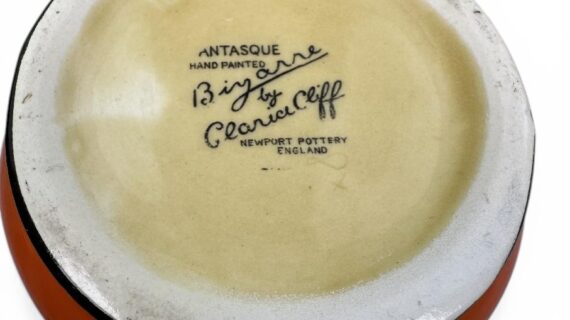 ANTASQUE
HAND PAINTED
Bizarre
by
Clarice Cliff
NEWPORT POTTERY
ENGLAND